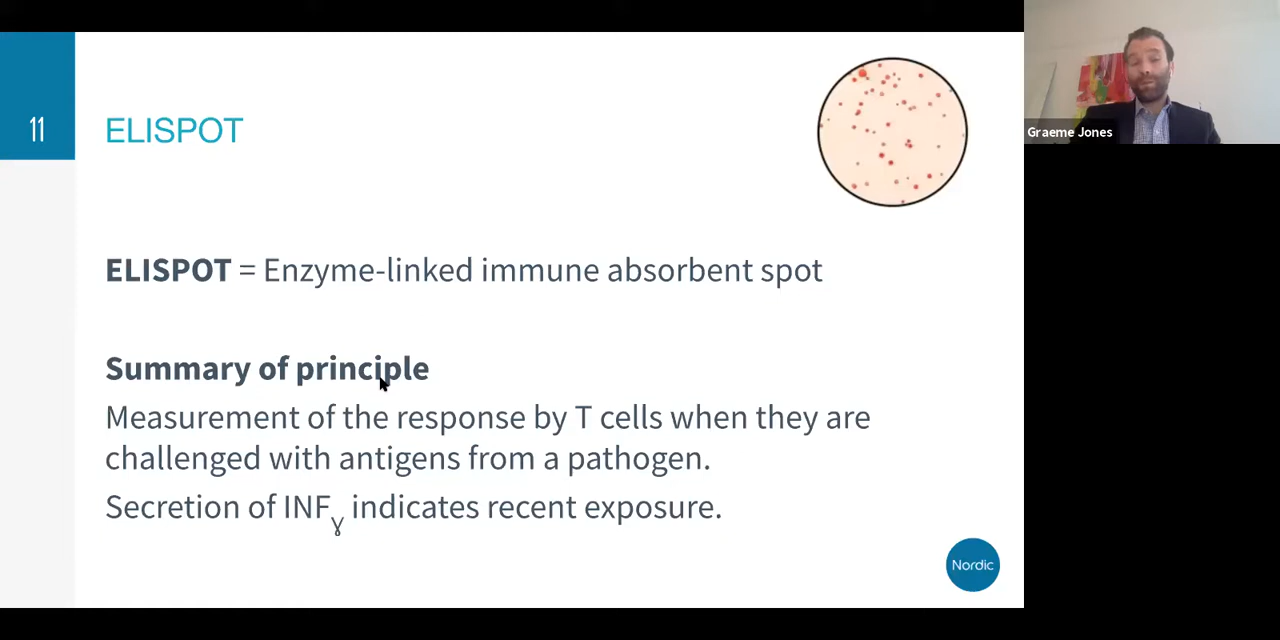 11
ELISPOT
Graeme Jones
ELISPOT = Enzyme-linked immune absorbent spot
Summary of principle
Measurement of the response by T cells when they are
challenged with antigens from a pathogen.
Secretion of INFɣ indicates recent exposure.
Nordic